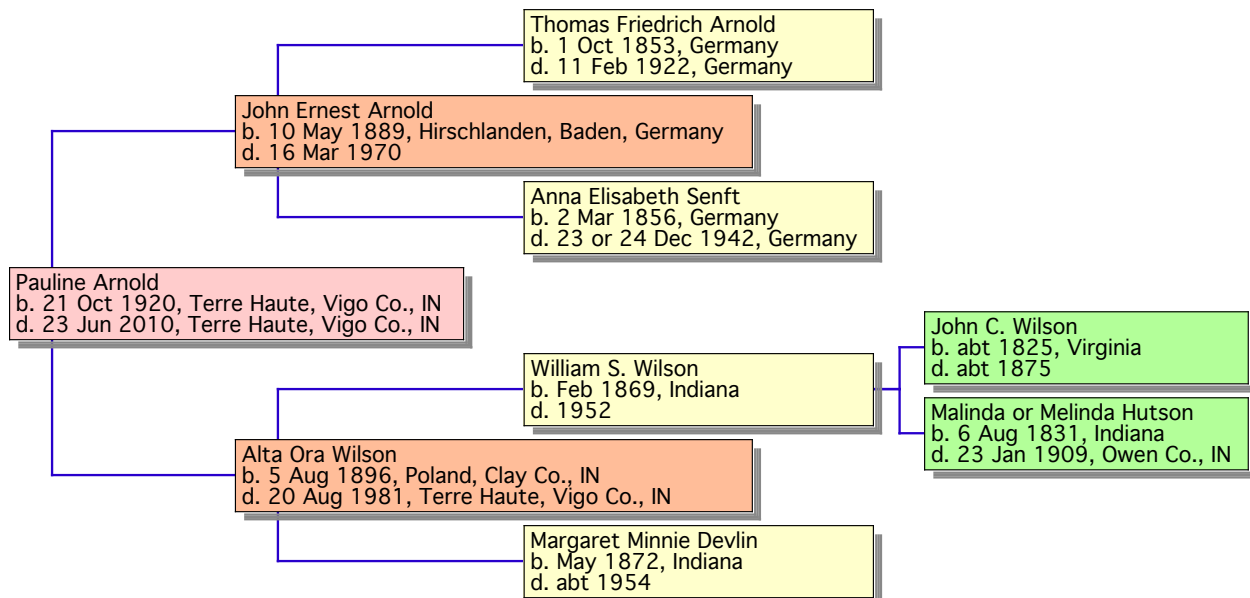 Thomas Friedrich Arnold
b. 1 Oct 1853, Germany
d. 11 Feb 1922, Germany
John Ernest Arnold
b. 10 May 1889, Hirschlanden, Baden, Germany
d. 16 Mar 1970
Anna Elisabeth Senft
b. 2 Mar 1856, Germany
d. 23 or 24 Dec 1942, Germany
Pauline Arnold
b. 21 Oct 1920, Terre Haute, Vigo Co., IN
d. 23 Jun 2010, Terre Haute, Vigo Co., IN
John C. Wilson
b. abt 1825, Virginia
d. abt 1875
William S. Wilson
b. Feb 1869, Indiana
d. 1952
Malinda or Melinda Hutson
b. 6 Aug 1831, Indiana
d. 23 Jan 1909, Owen Co., IN
Alta Ora Wilson
b. 5 Aug 1896, Poland, Clay Co., IN
d. 20 Aug 1981, Terre Haute, Vigo Co., IN
Margaret Minnie Devlin
b. May 1872, Indiana
d. abt 1954